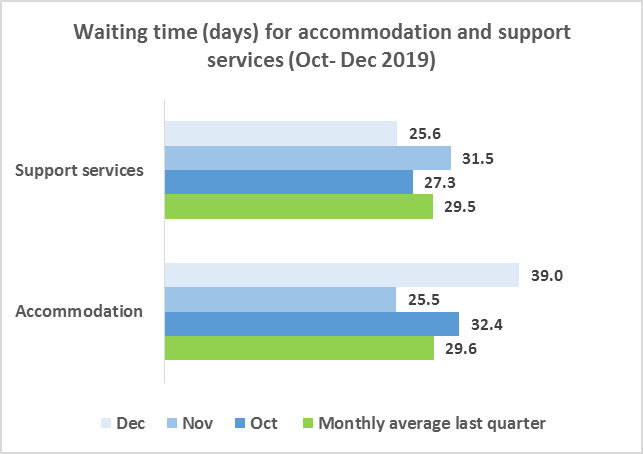 Waiting time (days) for accommodation and support
services (Oct- Dec 2019)
Support services
25.6
31.5
27.3
29.5
Accommodation
39.0
25.5
32.4
29.6
Dec Nov Oct Monthly average last quarter